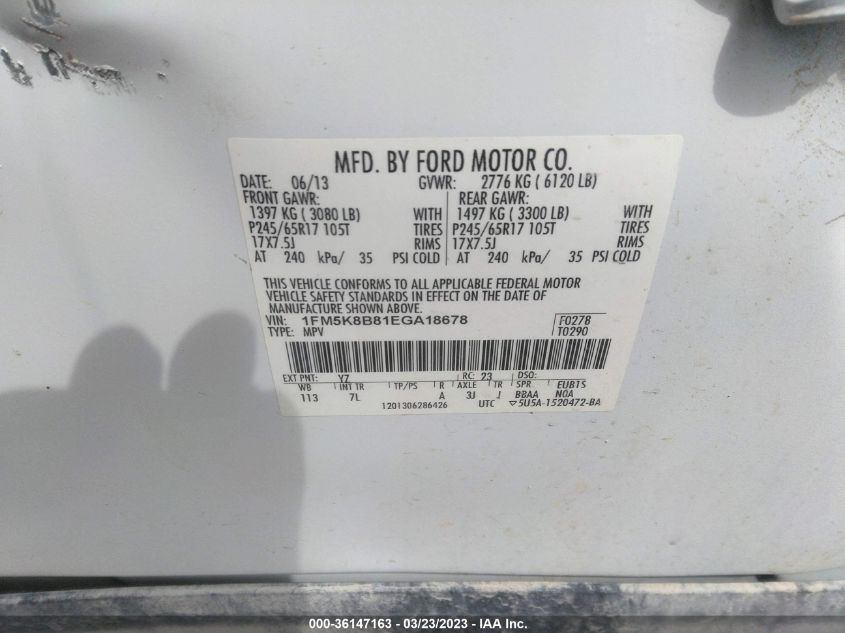 MFD. BY FORD MOTOR CO.
DATE: 06/13 GVWR: 2776 KG ( 6120 LB)
FRONT GAWR: REAR GAWR:
1397 KG ( 3080 LB) WITH 1497 KG ( 3300 LB) WITH
P245/65R17 105T TIRES P245/65R17 105T TIRES
17X7.5J RIMS 17X7.5J RIMS
AT 240 kPa/ 35 PSI COLD AT 240 kPa/ 35 PSI COLD
THIS VEHICLE CONFORMS TO ALL APPLICABLE FEDERAL MOTOR
VEHICLE SAFETY STANDARDS IN EFFECT ON THE DATE OF
MANUFACTURE SHOWN ABOVE.
VIN: 1FM5K8B81EGA18678 F0278
TYPE: MPV T0290
EXT PNT: Y7 RC: 23 DSO:
WB INT TR TP/PS R AXLE TR SPR EUBTS
113 7L A 3J J BBAA NOA
1201306286426 UTC ▽5U5A-1520472-BA
000-36147163 - 03/23/2023 - IAA Inc.